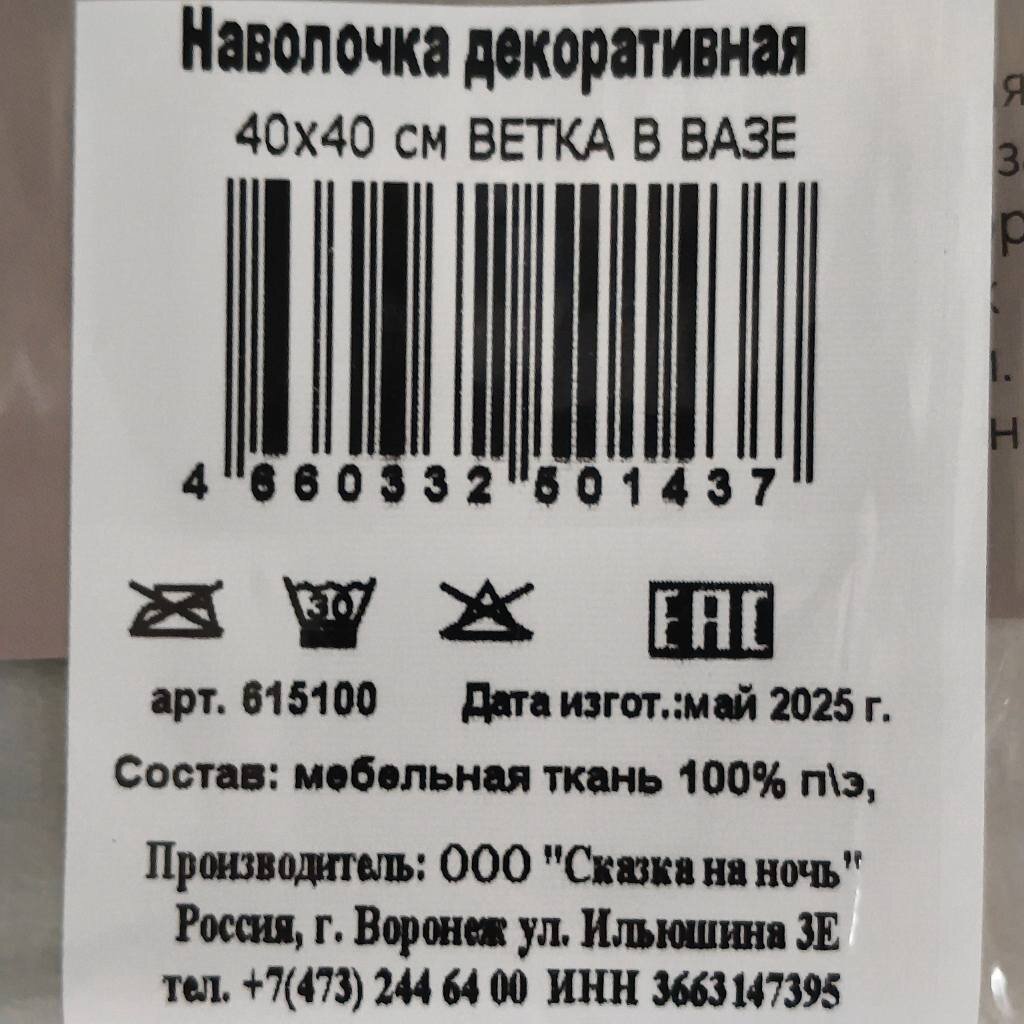 Наволочка декоративная
40х40 см ВЕТКА В ВАЗЕ
4 660332 501437
30 ЕАС
арт. 615100 Дата изгот.:май 2025 г.
Состав: мебельная ткань 100% п\э,
Производитель: ООО "Сказка на ночь"
Россия, г. Воронеж ул. Ильюшина 3Е
тел. +7(473) 244 64 00 ИНН 3663147395